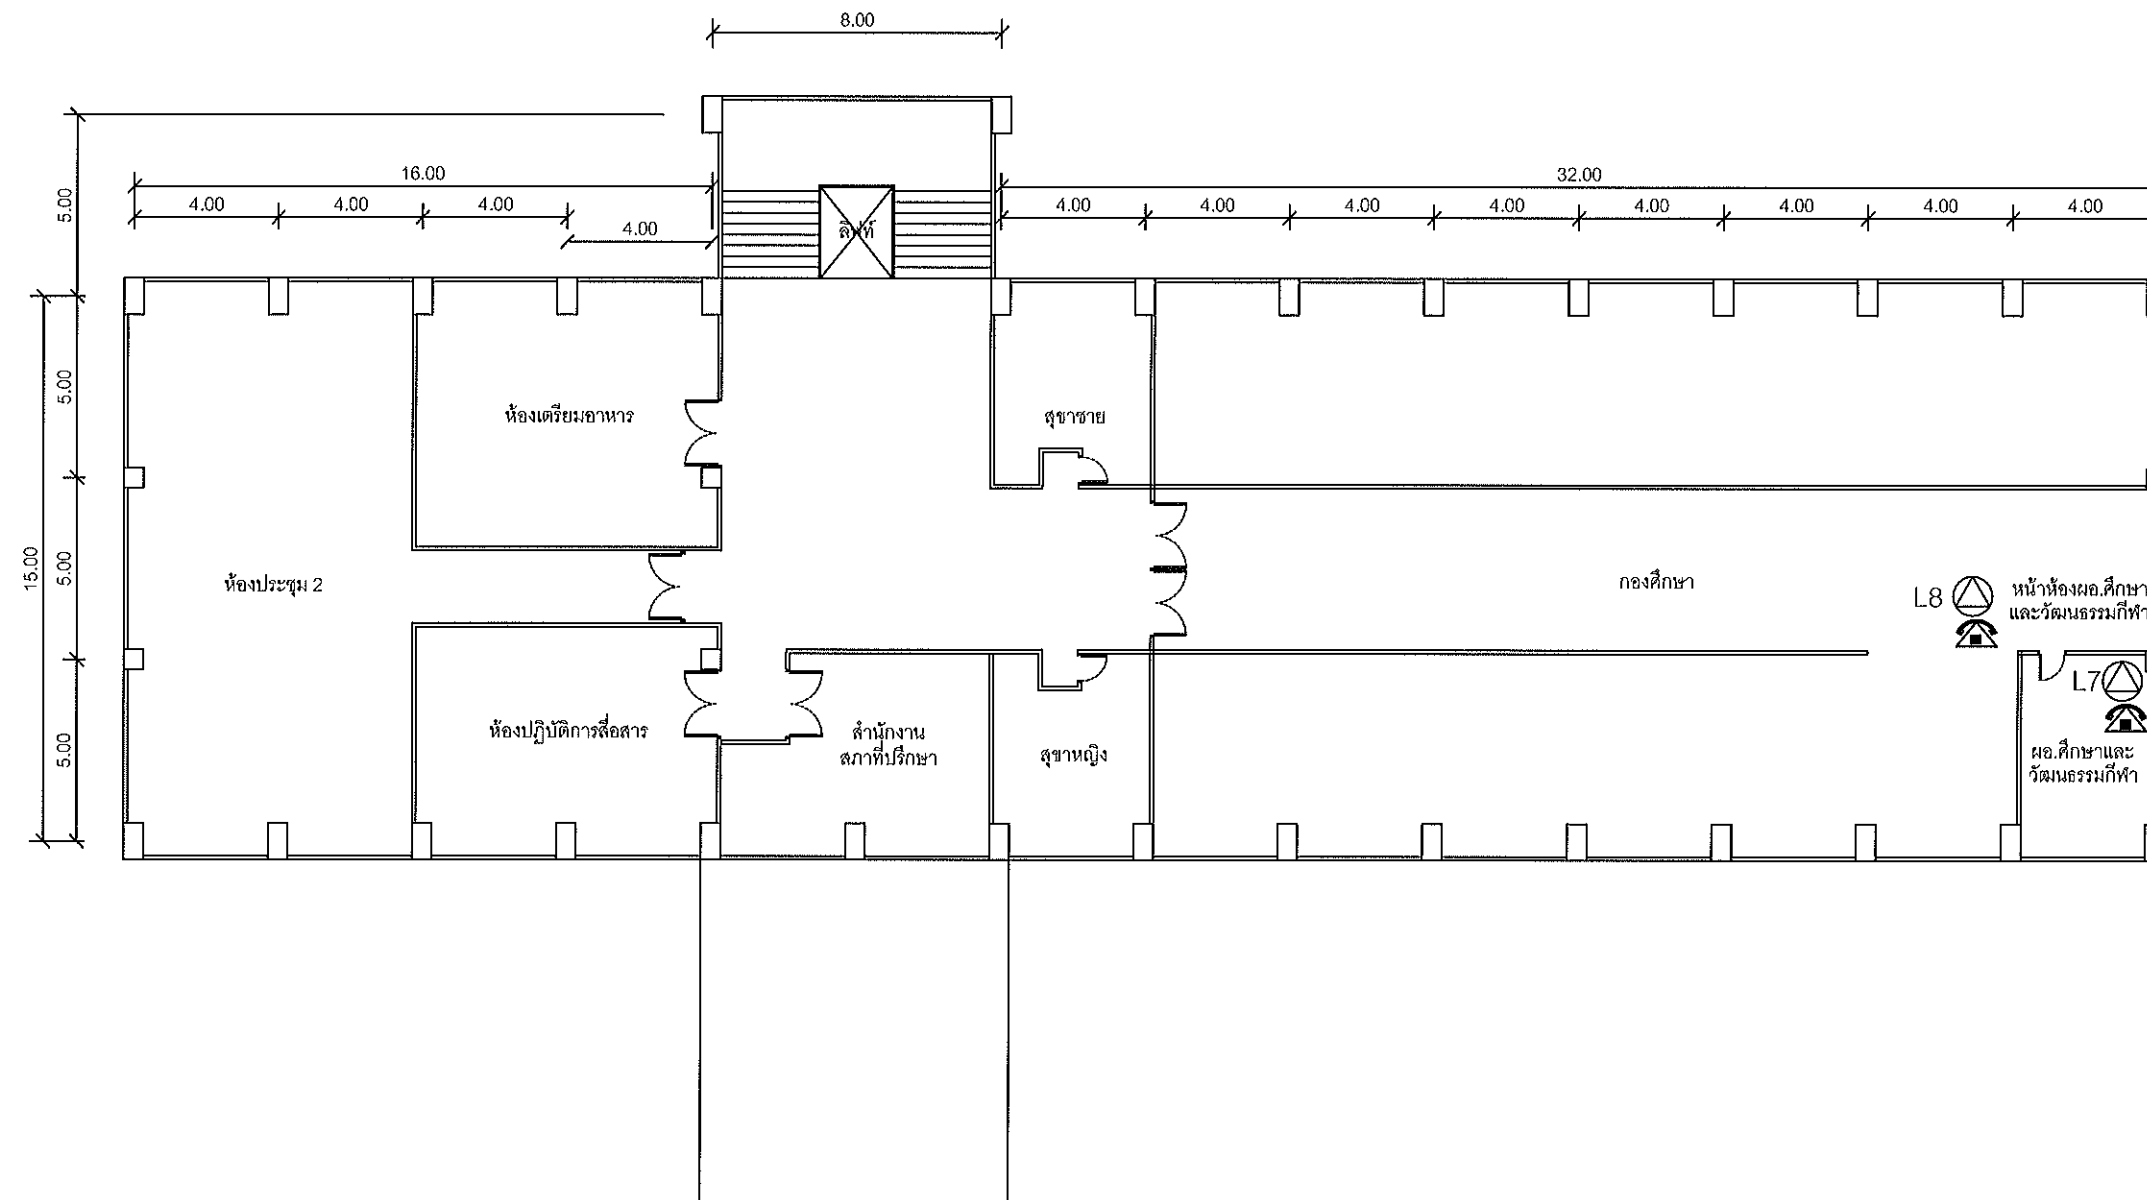 8.00
16.00
32.00
4.00
4.00
4.00
4.00
4.00
4.00
4.00
4.00
4.00
4.00
4.00
4.00
5.00
5.00
5.00
5.00
15.00
ลิฟท์
ห้องเตรียมอาหาร
สุขาชาย
ห้องประชุม 2
กองศึกษา
L8
หน้าห้องผอ.ศึกษา
และวัฒนธรรมกีฬา
L7
ห้องปฏิบัติการสื่อสาร
สำนักงาน
สภาที่ปรึกษา
สุขาหญิง
ผอ.ศึกษาและ
วัฒนธรรมกีฬา